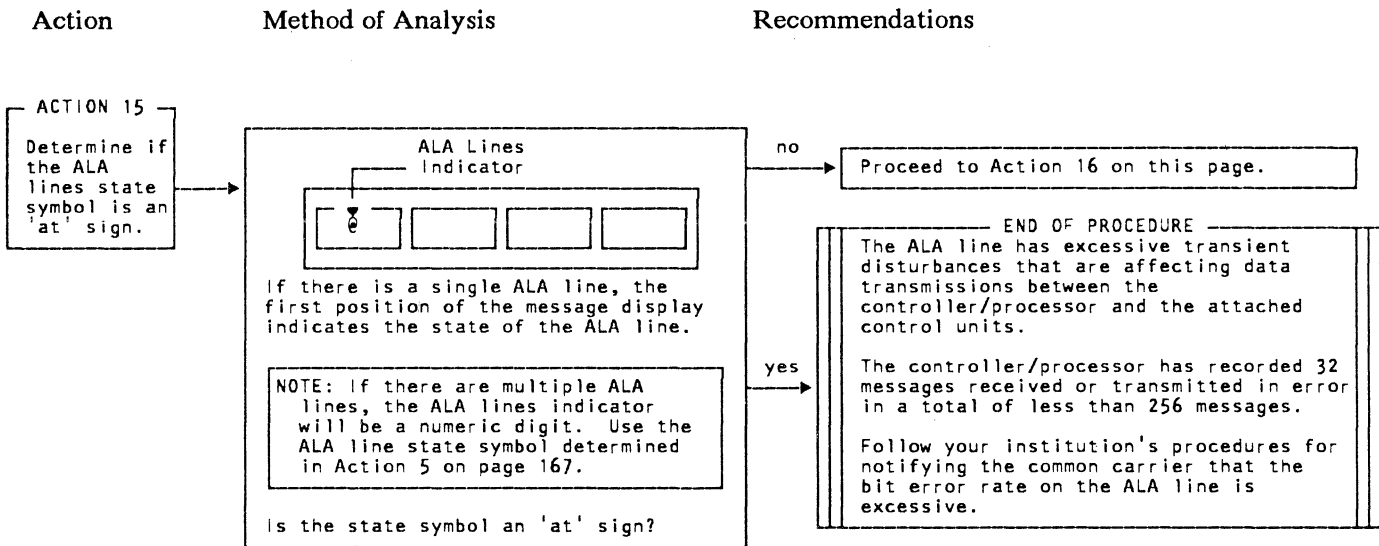 Action Method of Analysis Recommendations
ACTION 15
Determine if
the ALA
lines state
symbol is an
'at' sign.
ALA Lines
Indicator
@
If there is a single ALA line, the
first position of the message display
indicates the state of the ALA line.
NOTE: If there are multiple ALA
lines, the ALA lines indicator
will be a numeric digit. Use the
ALA line state symbol determined
in Action 5 on page 167.
Is the state symbol an 'at' sign?
no
Proceed to Action 16 on this page.
yes
END OF PROCEDURE
The ALA line has excessive transient
disturbances that are affecting data
transmissions between the
controller/processor and the attached
control units.
The controller/processor has recorded 32
messages received or transmitted in error
in a total of less than 256 messages.
Follow your institution's procedures for
notifying the common carrier that the
bit error rate on the ALA line is
excessive.